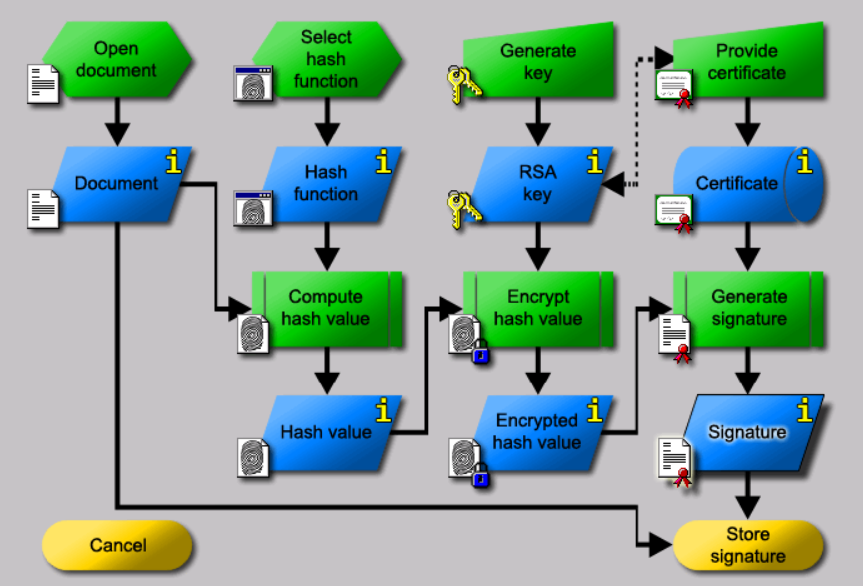 Open
document
Select
hash
function
Generate
key
Provide
certificate
Document
i
Hash
function
i
RSA
key
i
Certificate
i
Compute
hash value
Encrypt
hash value
Generate
signature
Hash value
i
Encrypted
hash value
i
Signature
i
Cancel
Store
signature